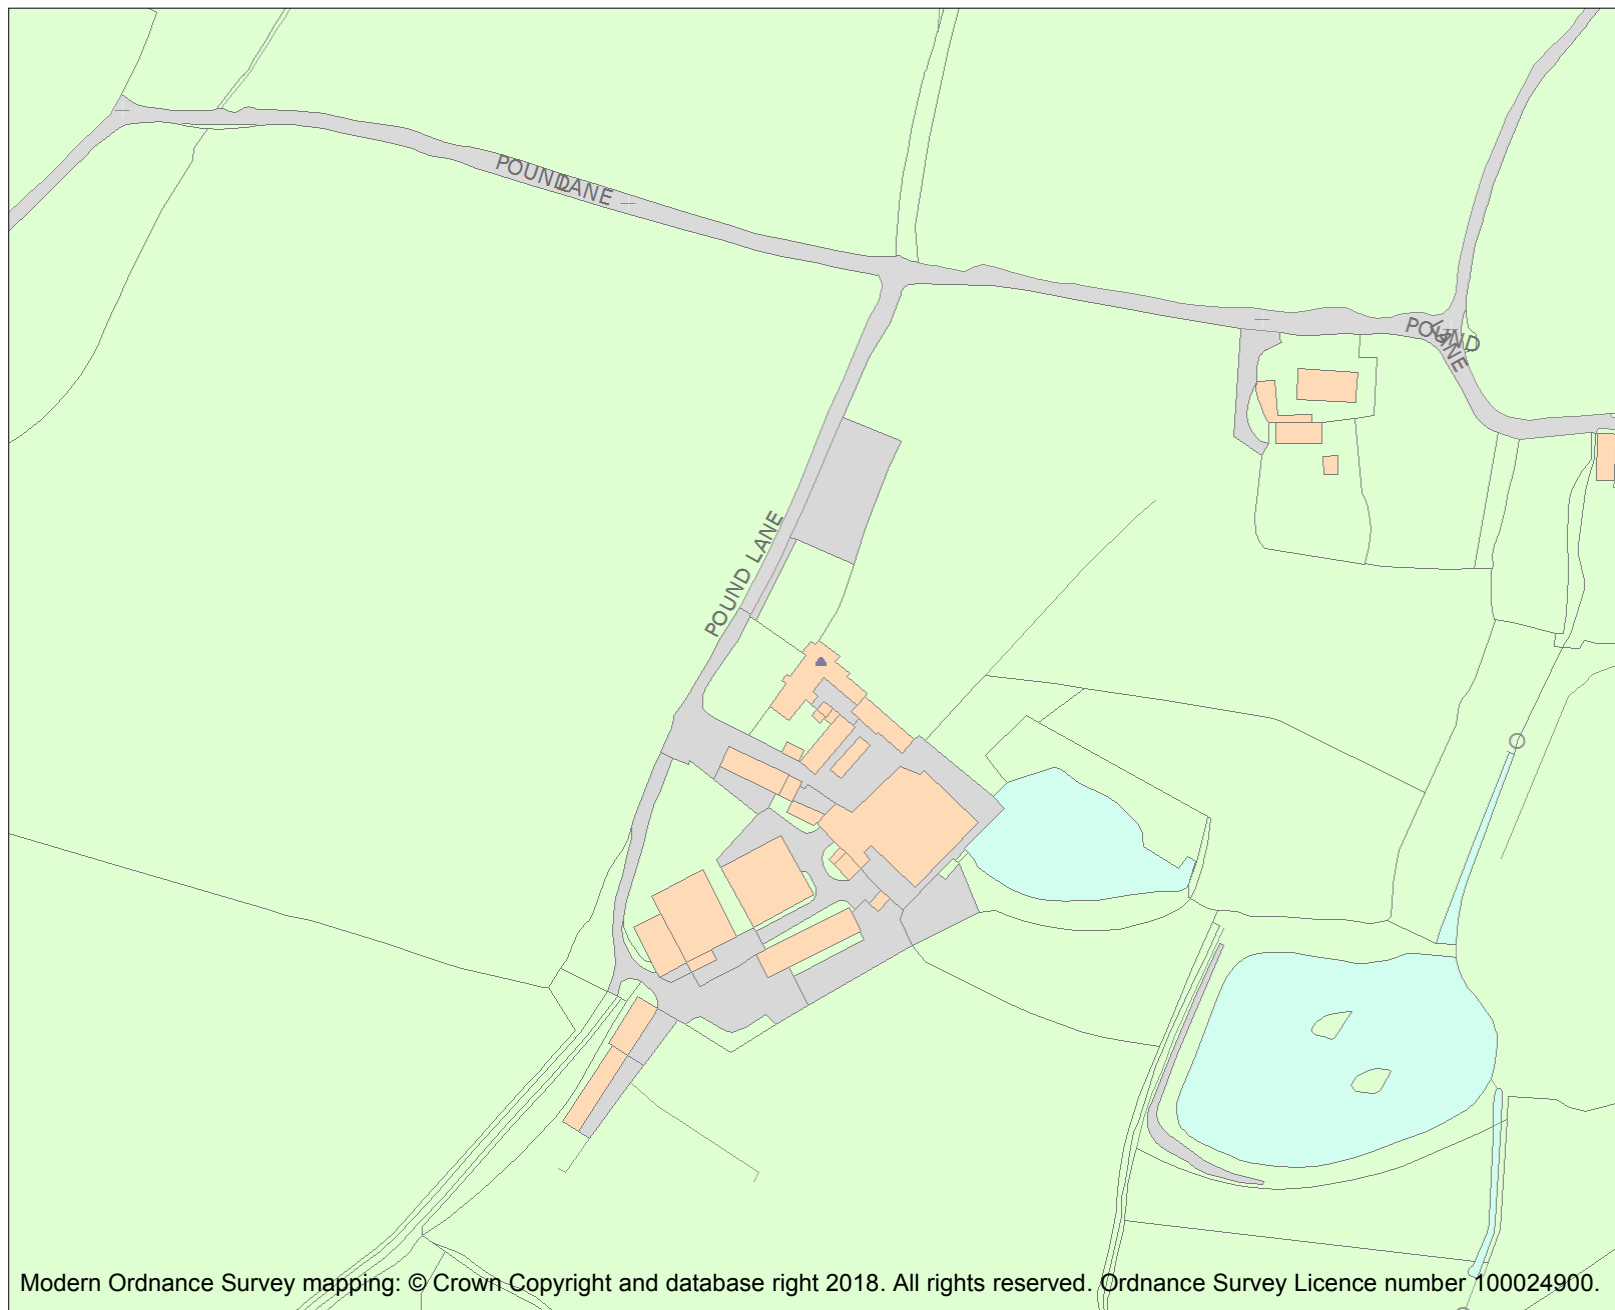 POUND LANE
POUND
LANE
POUND LANE
Modern Ordnance Survey mapping: © Crown Copyright and database right 2018. All rights reserved. Ordnance Survey Licence number 100024900.